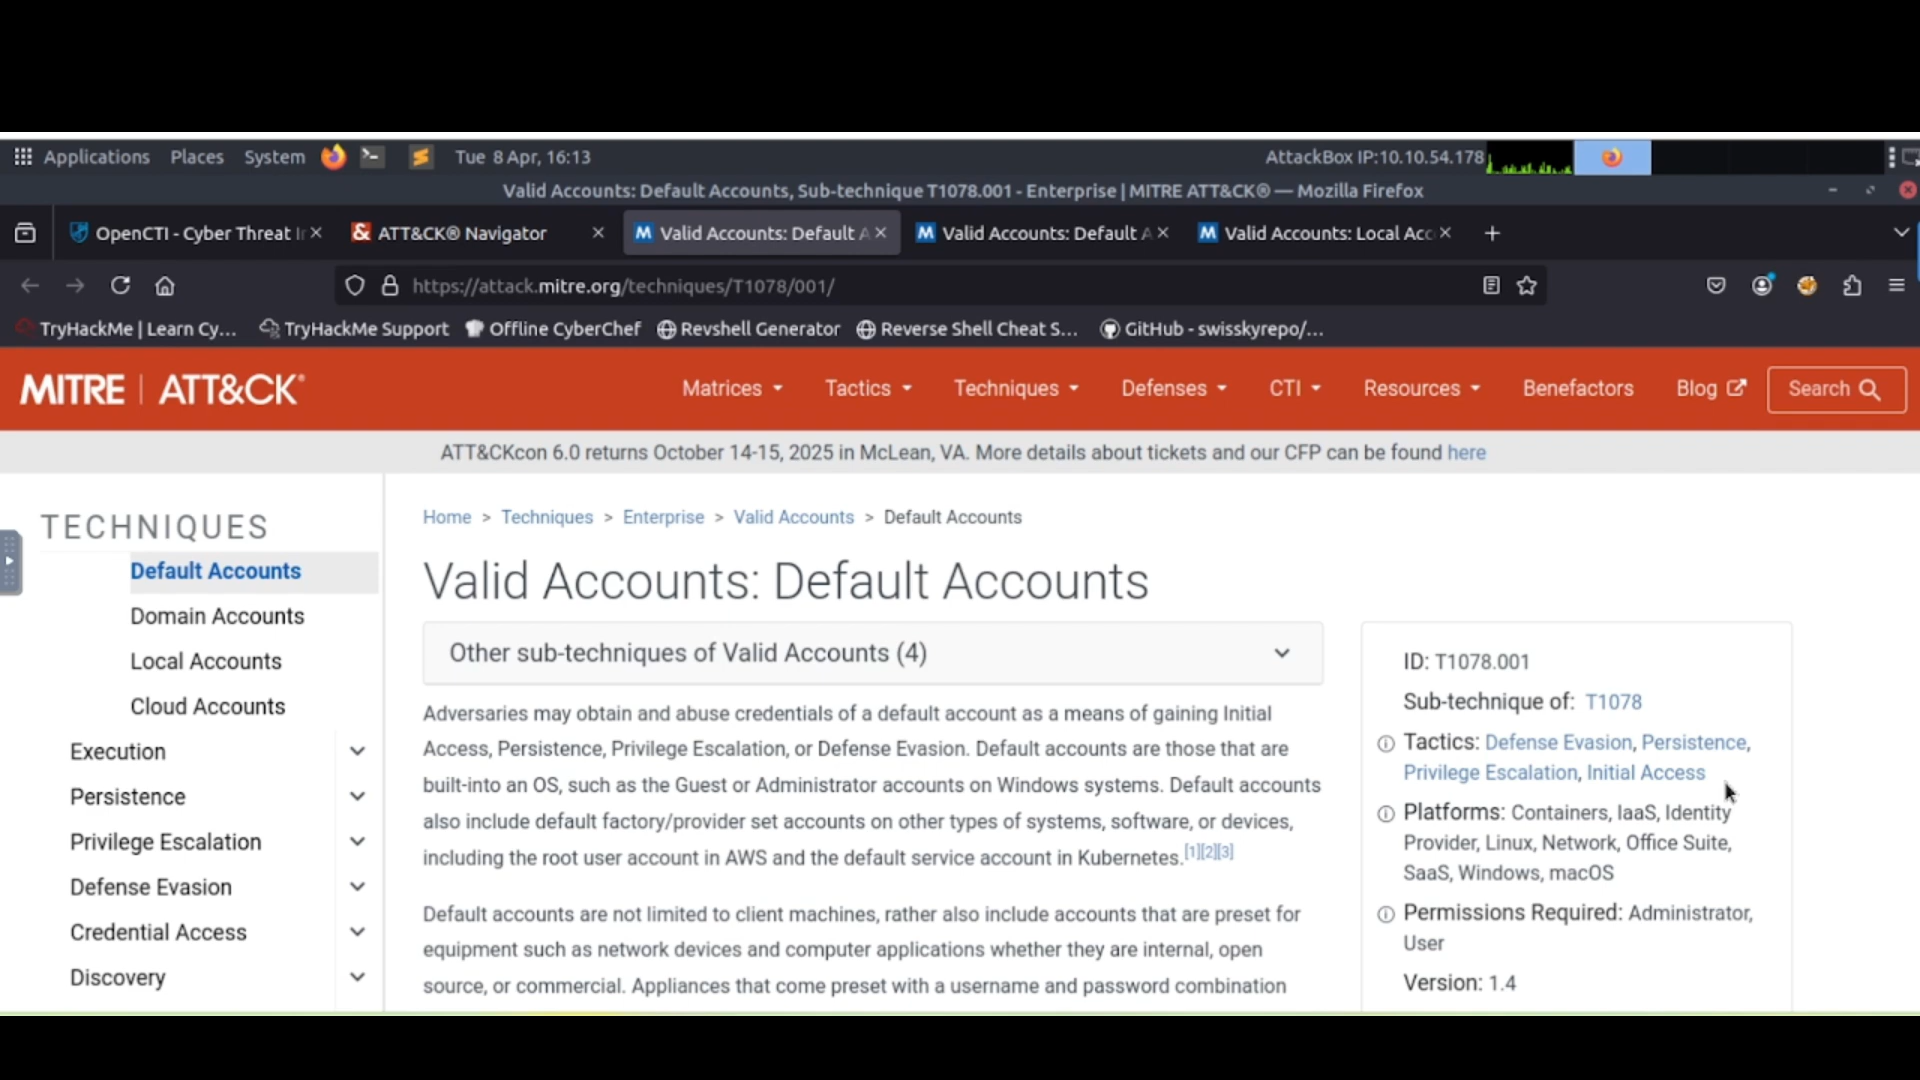 Applications Places System Tue 8 Apr, 16:13 AttackBox IP:10.10.54.178
Valid Accounts: Default Accounts, Sub-technique T1078.001 - Enterprise | MITRE ATT&CK® — Mozilla Firefox
OpenCTI - Cyber Threat I ATT&CK® Navigator Valid Accounts: Default A Valid Accounts: Default A Valid Accounts: Local Acc
https://attack.mitre.org/techniques/T1078/001/
TryHackMe | Learn Cy... TryHackMe Support Offline CyberChef Revshell Generator Reverse Shell Cheat S... GitHub - swisskyrepo/...
MITRE | ATT&CK® Matrices Tactics Techniques Defenses CTI Resources Benefactors Blog Search
ATT&CKcon 6.0 returns October 14-15, 2025 in McLean, VA. More details about tickets and our CFP can be found here
TECHNIQUES
Default Accounts
Domain Accounts
Local Accounts
Cloud Accounts
Execution
Persistence
Privilege Escalation
Defense Evasion
Credential Access
Discovery
Home > Techniques > Enterprise > Valid Accounts > Default Accounts
Valid Accounts: Default Accounts
Other sub-techniques of Valid Accounts (4)
Adversaries may obtain and abuse credentials of a default account as a means of gaining Initial
Access, Persistence, Privilege Escalation, or Defense Evasion. Default accounts are those that are
built-into an OS, such as the Guest or Administrator accounts on Windows systems. Default accounts
also include default factory/provider set accounts on other types of systems, software, or devices,
including the root user account in AWS and the default service account in Kubernetes.[1][2][3]
Default accounts are not limited to client machines, rather also include accounts that are preset for
equipment such as network devices and computer applications whether they are internal, open
source, or commercial. Appliances that come preset with a username and password combination
ID: T1078.001
Sub-technique of: T1078
Tactics: Defense Evasion, Persistence,
Privilege Escalation, Initial Access
Platforms: Containers, IaaS, Identity
Provider, Linux, Network, Office Suite,
SaaS, Windows, macOS
Permissions Required: Administrator,
User
Version: 1.4